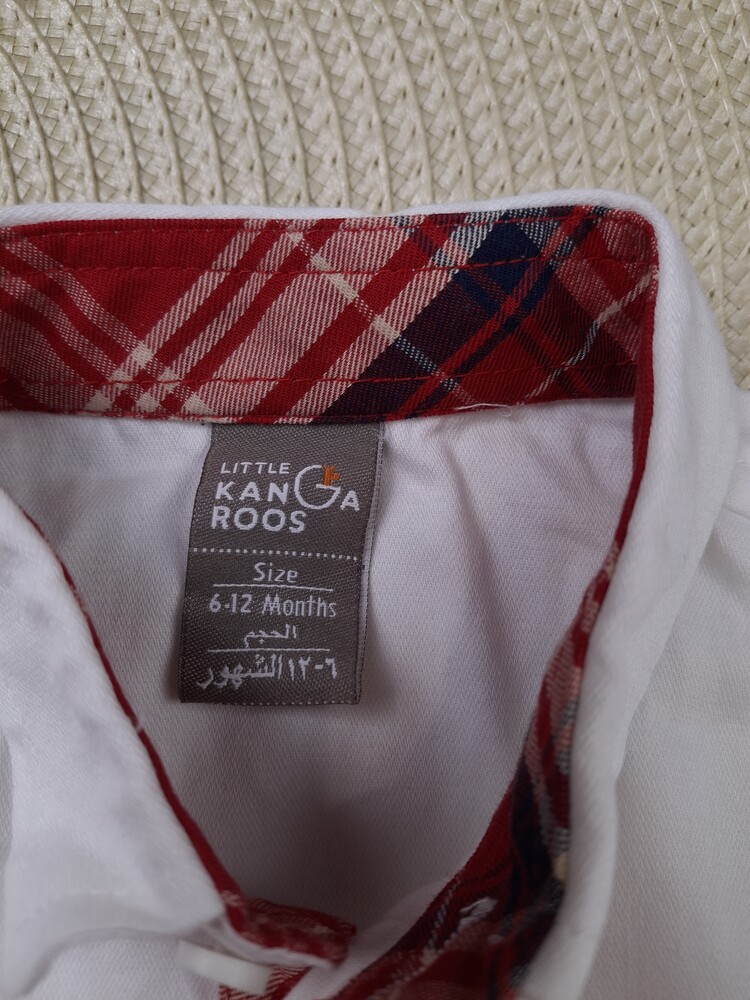 LITTLE
KANGA
ROOS
Size
6-12 Months
الحجم
٦-١٢ الشهور